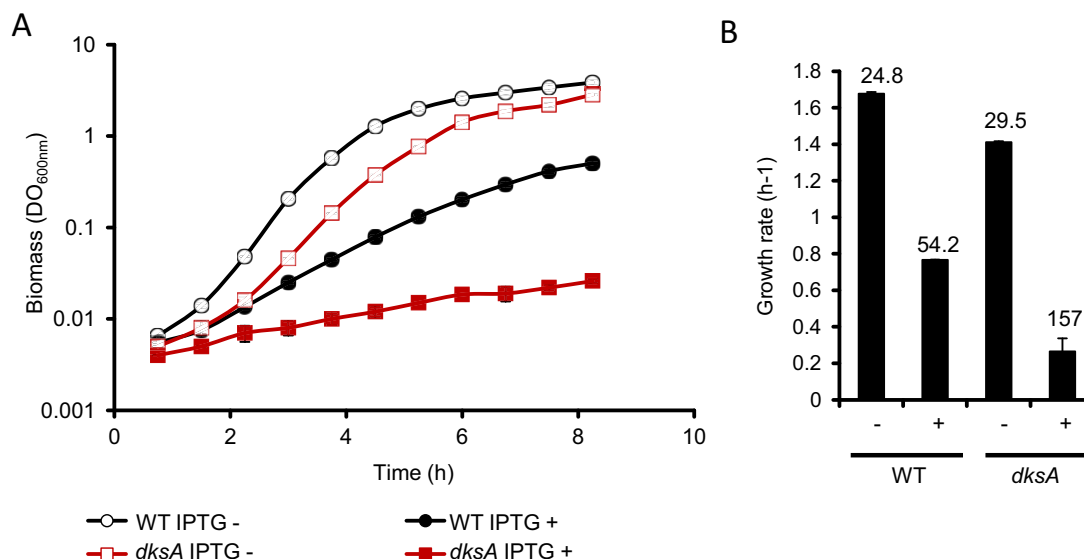 A
10
1
0.1
0.01
0.001
Biomass (DO600nm)
0 2 4 6 8 10
Time (h)
WT IPTG - WT IPTG +
dksA IPTG - dksA IPTG +
B
1.8
1.6
1.4
1.2
1
0.8
0.6
0.4
0.2
0
Growth rate (h-1)
24.8
54.2
29.5
157
- + - +
WT dksA